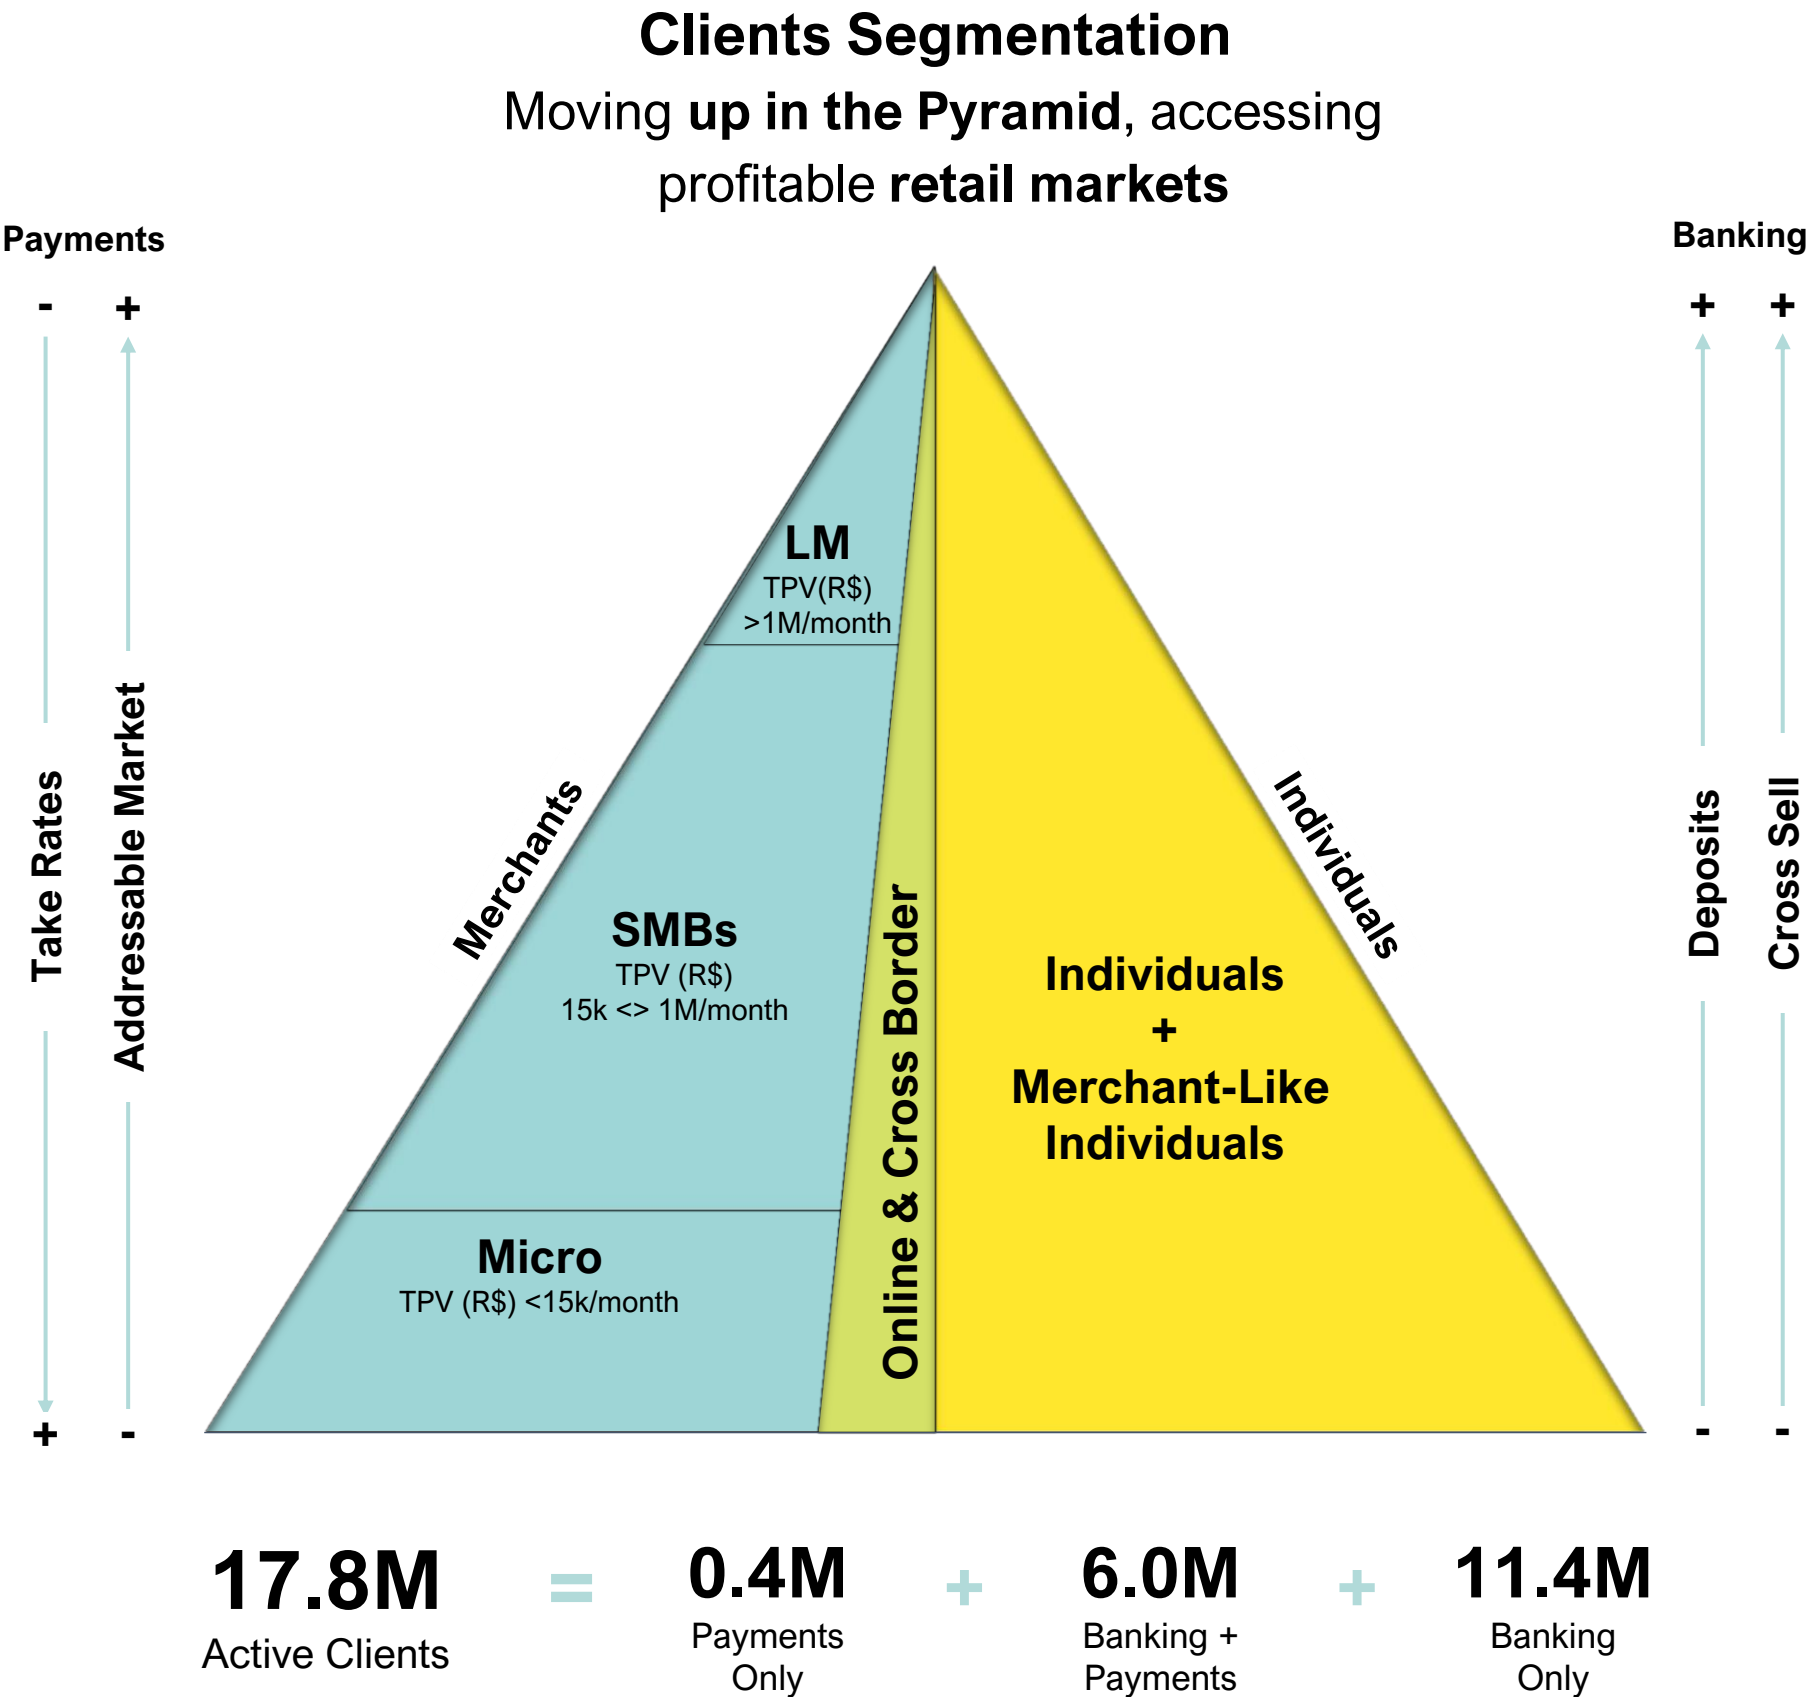 Clients Segmentation
Moving up in the Pyramid, accessing
profitable retail markets
Payments
Banking
- +
+ +
Take Rates
Addressable Market
+ -
Merchants
LM
TPV(R$)
>1M/month
SMBs
TPV (R$)
15k <> 1M/month
Micro
TPV (R$) <15k/month
Online & Cross Border
Individuals
+
Merchant-Like
Individuals
Individuals
Deposits
Cross Sell
- -
17.8M
Active Clients
=
0.4M
Payments
Only
+
6.0M
Banking +
Payments
+
11.4M
Banking
Only